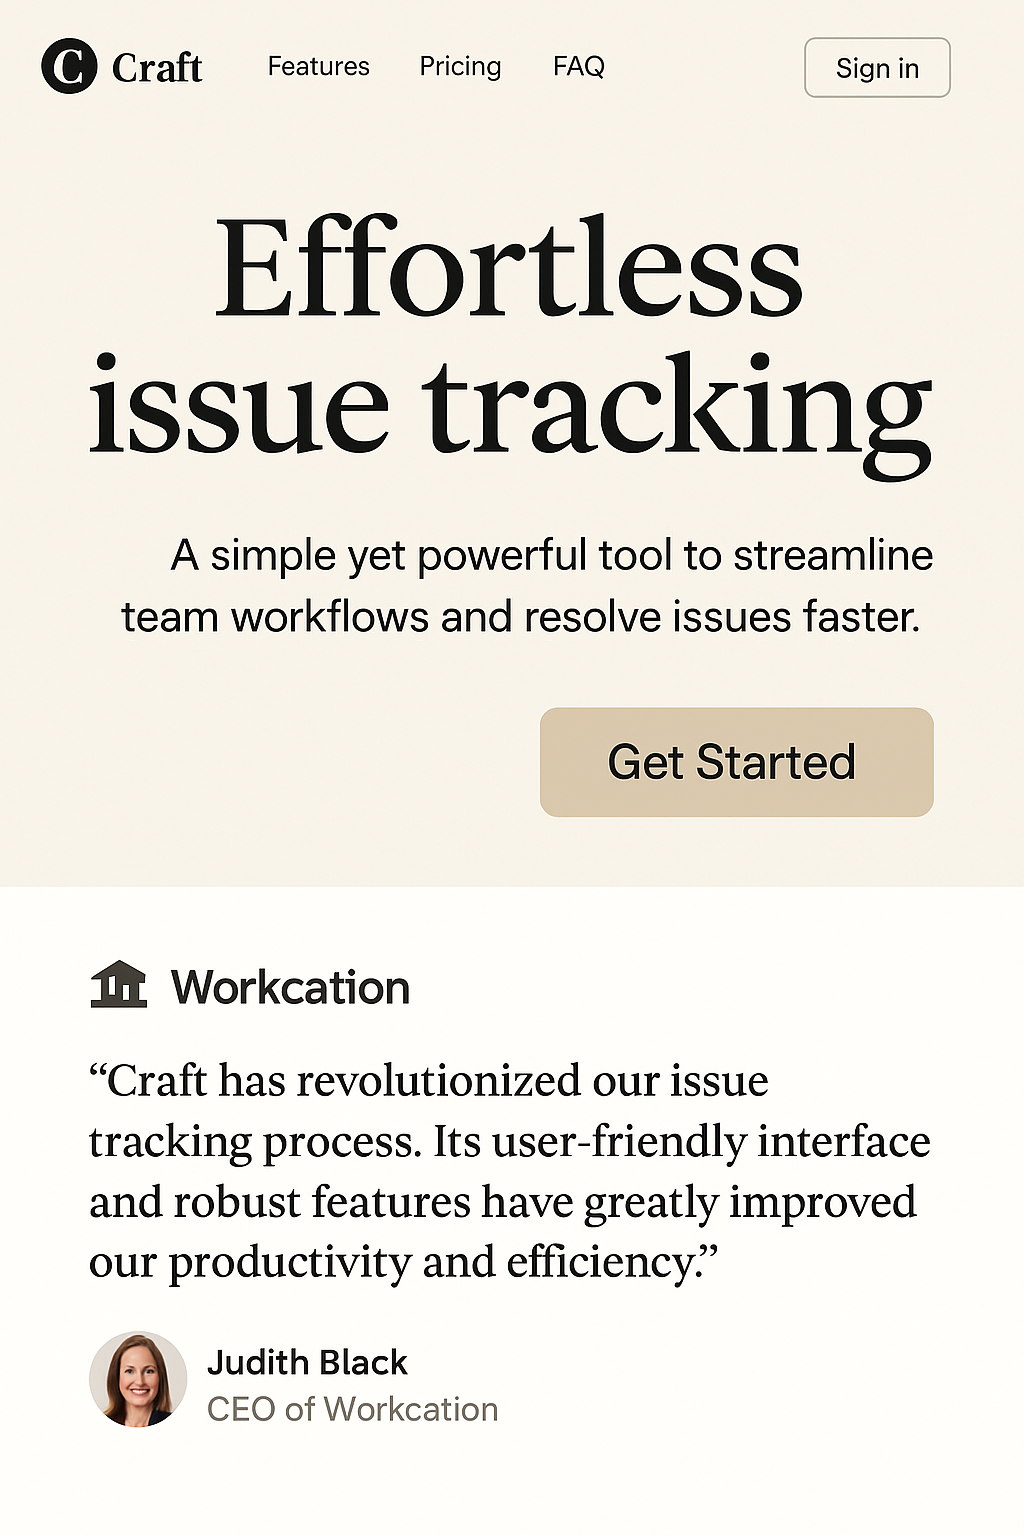 C Craft Features Pricing FAQ Sign in
Effortless
issue tracking
A simple yet powerful tool to streamline
team workflows and resolve issues faster.
Get Started
Workcation
“Craft has revolutionized our issue
tracking process. Its user-friendly interface
and robust features have greatly improved
our productivity and efficiency.”
Judith Black
CEO of Workcation